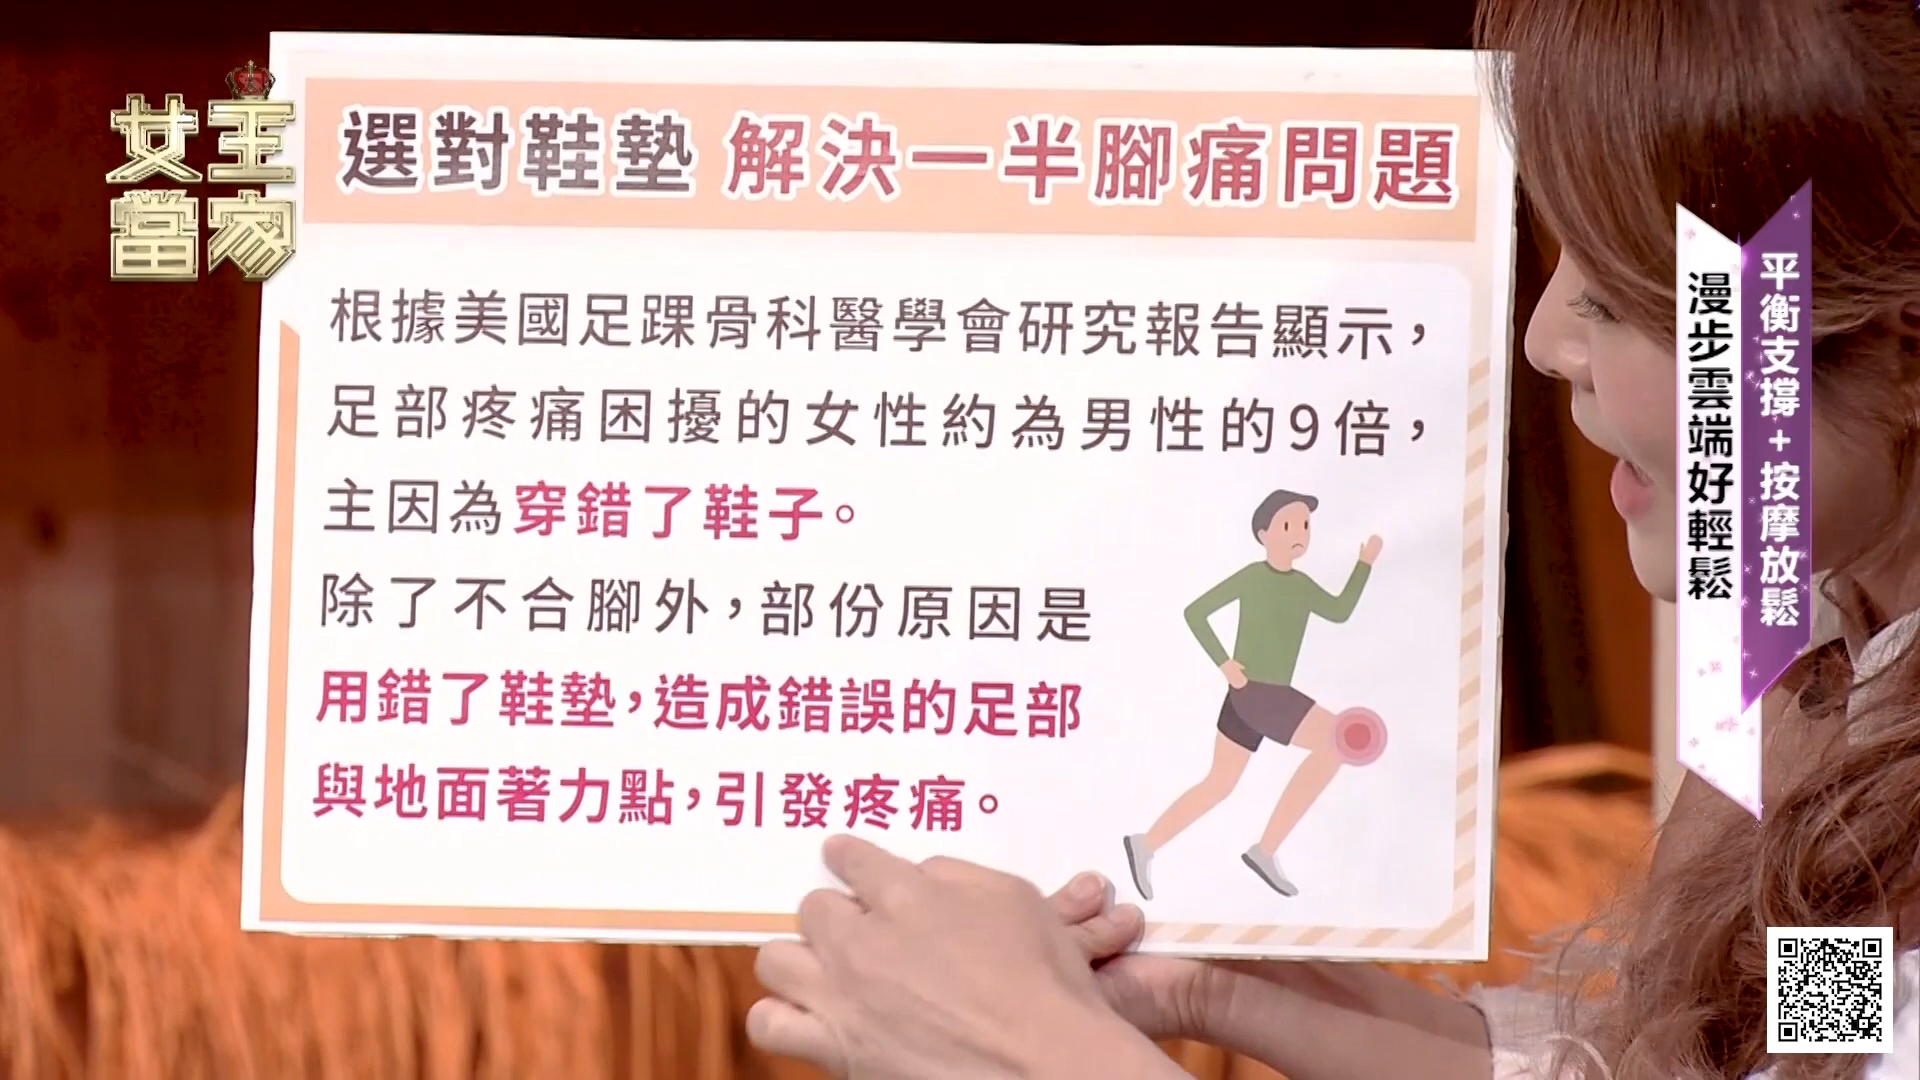 女王
當家
選對鞋墊 解決一半腳痛問題
根據美國足踝骨科醫學會研究報告顯示，
足部疼痛困擾的女性約為男性的9倍，
主因為穿錯了鞋子。
除了不合腳外，部份原因是
用錯了鞋墊，造成錯誤的足部
與地面著力點，引發疼痛。
平衡支撐+按摩放鬆
漫步雲端好輕鬆